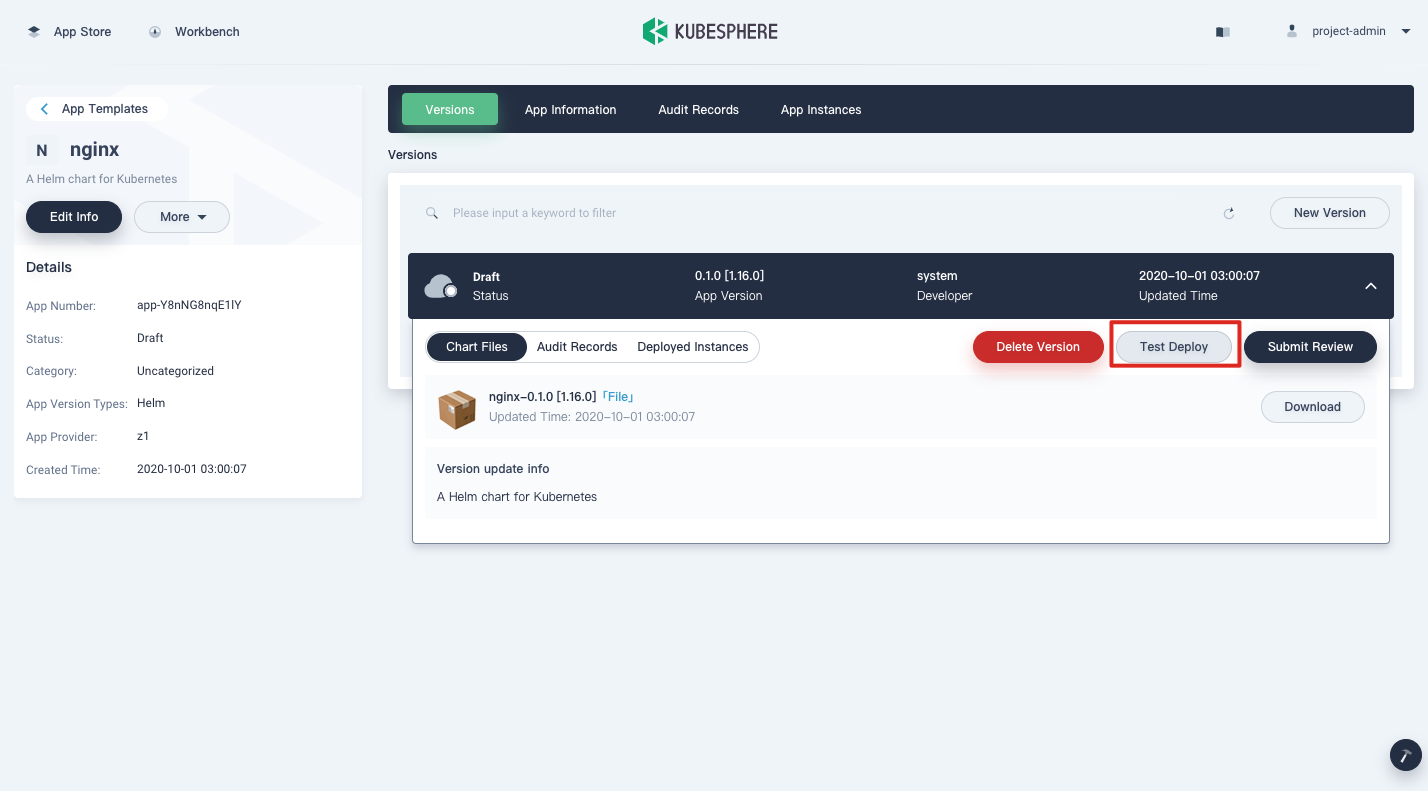 App Store
Workbench
KUBESPHERE
project-admin
App Templates
N
nginx
A Helm chart for Kubernetes
Edit Info
More
Details
App Number: app-Y8nNG8nqE1lY
Status: Draft
Category: Uncategorized
App Version Types: Helm
App Provider: z1
Created Time: 2020-10-01 03:00:07
Versions
App Information
Audit Records
App Instances
Versions
Please input a keyword to filter
New Version
Draft
Status
0.1.0 [1.16.0]
App Version
system
Developer
2020-10-01 03:00:07
Updated Time
Chart Files
Audit Records
Deployed Instances
Delete Version
Test Deploy
Submit Review
nginx-0.1.0 [1.16.0]「File」
Updated Time: 2020-10-01 03:00:07
Download
Version update info
A Helm chart for Kubernetes